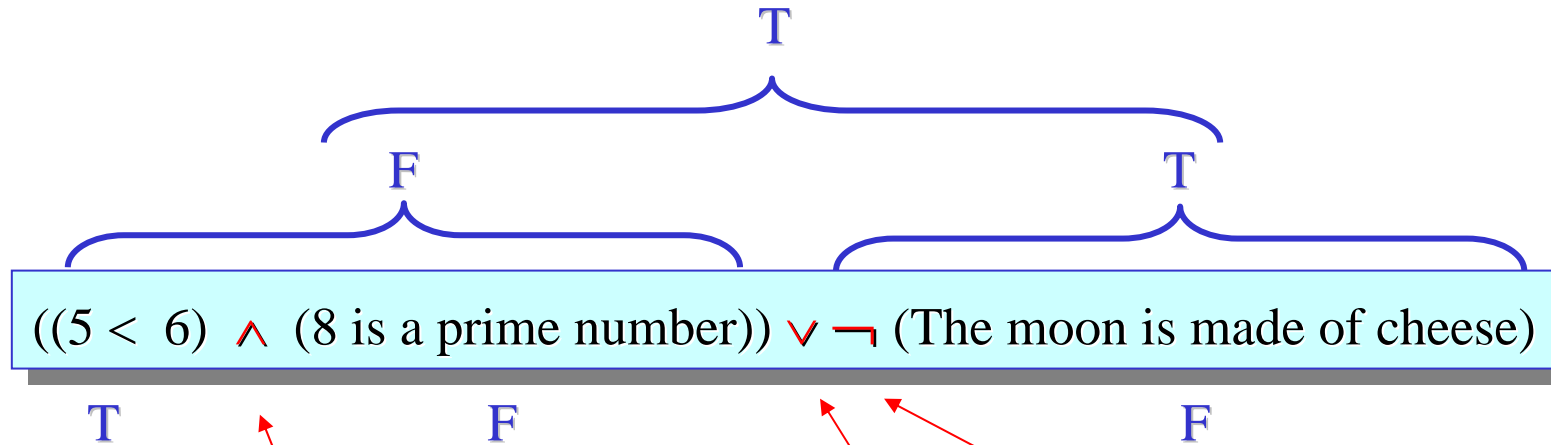 T
F T
((5 < 6) ∧ (8 is a prime number)) ∨ ¬ (The moon is made of cheese)
T F F